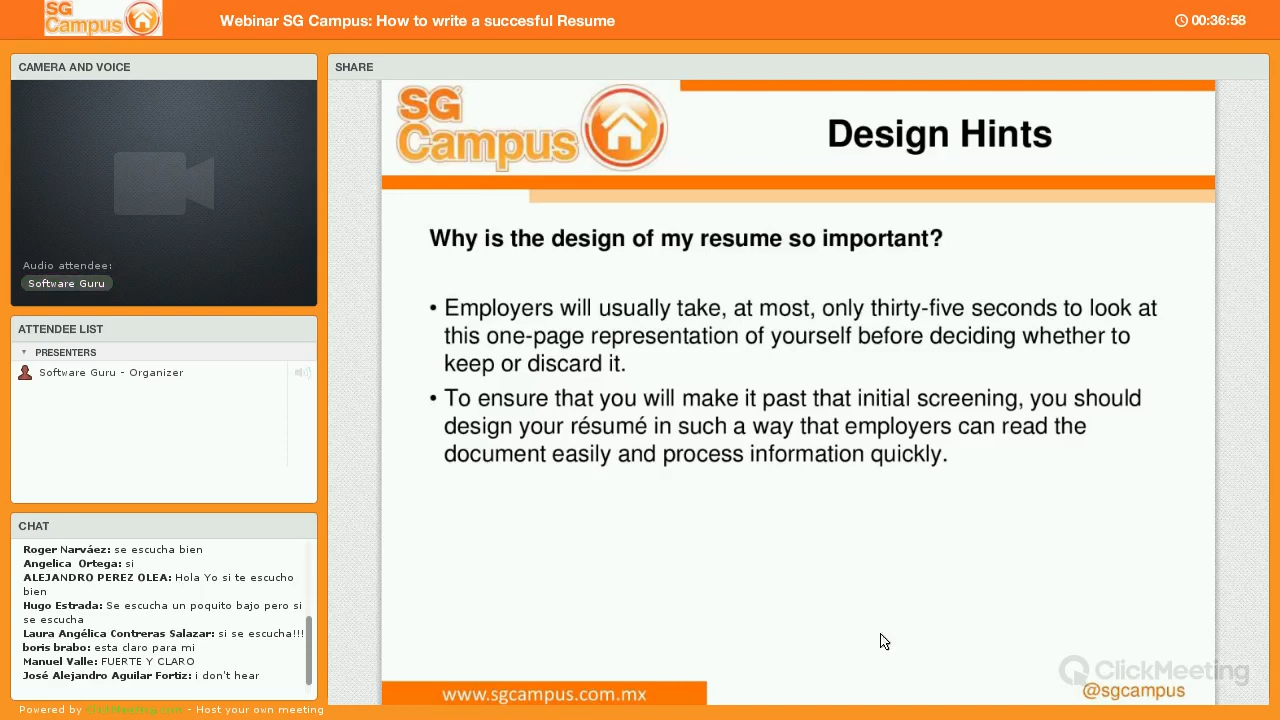 SG
Campus
Webinar SG Campus: How to write a succesful Resume
00:36:58
CAMERA AND VOICE
Audio attendee:
Software Guru
ATTENDEE LIST
PRESENTERS
Software Guru - Organizer
CHAT
Roger Narváez: se escucha bien
Angelica Ortega: si
ALEJANDRO PEREZ OLEA: Hola Yo si te escucho
bien
Hugo Estrada: Se escucha un poquito bajo pero si
se escucha
Laura Angélica Contreras Salazar: si se escucha!!!
boris brabo: esta claro para mi
Manuel Valle: FUERTE Y CLARO
José Alejandro Aguilar Fortiz: i don't hear
Powered by ClickMeeting.com - Host your own meeting
SHARE
SG
Campus
Design Hints
Why is the design of my resume so important?
• Employers will usually take, at most, only thirty-five seconds to look at
this one-page representation of yourself before deciding whether to
keep or discard it.
• To ensure that you will make it past that initial screening, you should
design your résumé in such a way that employers can read the
document easily and process information quickly.
www.sgcampus.com.mx
ClickMeeting
@sgcampus